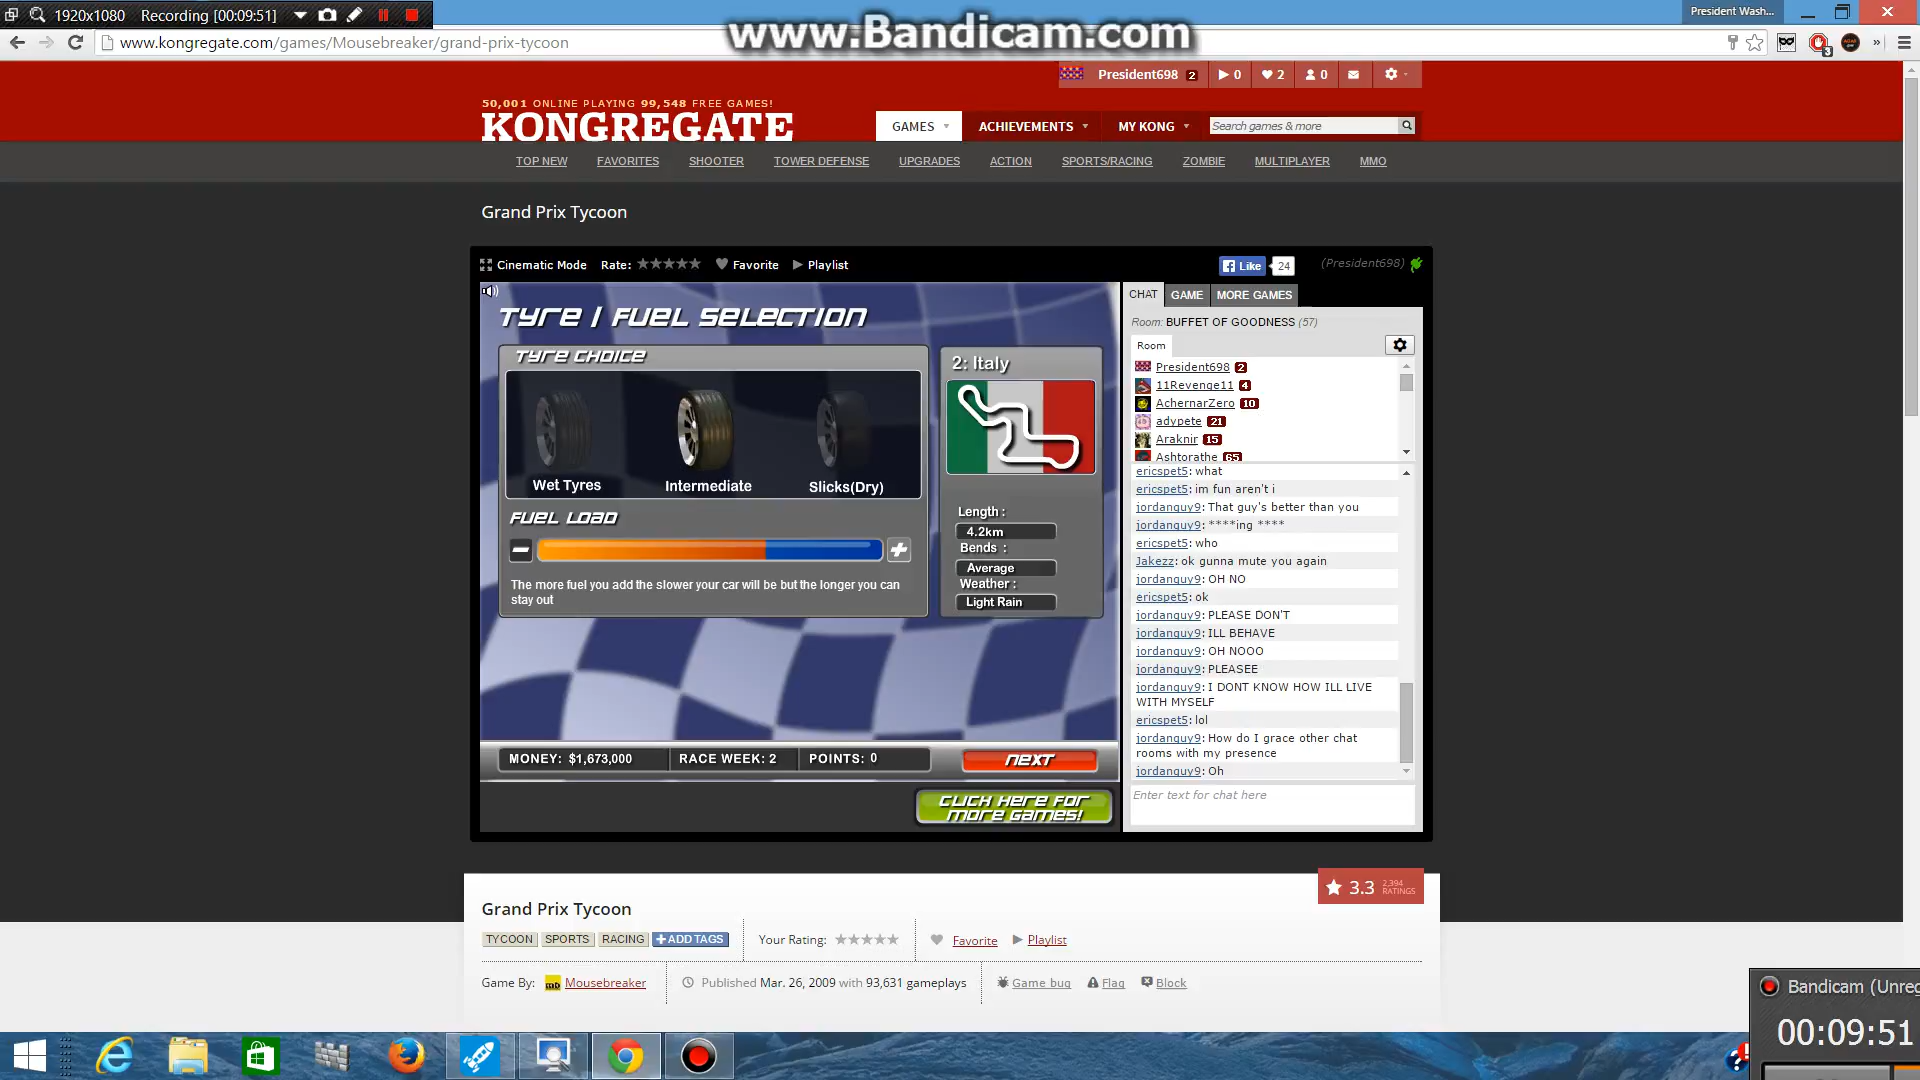 1920x1080 Recording [00:09:51]
www.Bandicam.com
President Wash...
www.kongregate.com/games/Mousebreaker/grand-prix-tycoon
3
President698 2 0 2 0
50,001 ONLINE PLAYING 99,548 FREE GAMES!
KONGREGATE
GAMES ACHIEVEMENTS MY KONG Search games & more
TOP NEW FAVORITES SHOOTER TOWER DEFENSE UPGRADES ACTION SPORTS/RACING ZOMBIE MULTIPLAYER MMO
Grand Prix Tycoon
Cinematic Mode Rate: Favorite Playlist Like 24 (President698)
TYRE / FUEL SELECTION
TYRE CHOICE
Wet Tyres Intermediate Slicks(Dry)
FUEL LOAD
The more fuel you add the slower your car will be but the longer you can
stay out
2: Italy
Length :
4.2km
Bends :
Average
Weather :
Light Rain
MONEY: $1,673,000 RACE WEEK: 2 POINTS: 0 NEXT
CLICK HERE FOR
MORE GAMES!
CHAT GAME MORE GAMES
Room: BUFFET OF GOODNESS (57)
Room
President698 2
11Revenge11 4
AchernarZero 10
adypete 21
Araknir 15
Ashtorathe 65
ericspet5: what
ericspet5: im fun aren't i
jordanguy9: That guy's better than you
jordanguy9: ****ing ****
ericspet5: who
Jakezz: ok gunna mute you again
jordanguy9: OH NO
ericspet5: ok
jordanguy9: PLEASE DON'T
jordanguy9: ILL BEHAVE
jordanguy9: OH NOOO
jordanguy9: PLEASEE
jordanguy9: I DONT KNOW HOW ILL LIVE
WITH MYSELF
ericspet5: lol
jordanguy9: How do I grace other chat
rooms with my presence
jordanguy9: Oh
Enter text for chat here
3.3 2,394
RATINGS
Grand Prix Tycoon
TYCOON SPORTS RACING +ADD TAGS Your Rating: Favorite Playlist
Game By: mb Mousebreaker Published Mar. 26, 2009 with 93,631 gameplays Game bug Flag Block
Bandicam (Unreg
00:09:51